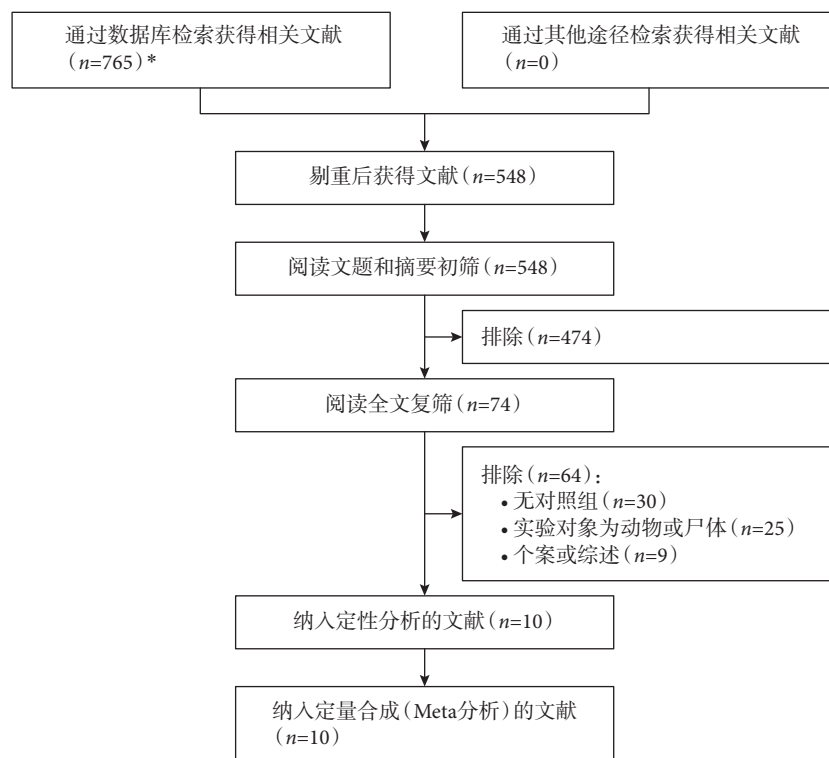 通过数据库检索获得相关文献
（n=765）*
通过其他途径检索获得相关文献
（n=0）
剔重后获得文献（n=548）
阅读文题和摘要初筛（n=548）
排除（n=474）
阅读全文复筛（n=74）
排除（n=64）：
• 无对照组（n=30）
• 实验对象为动物或尸体（n=25）
• 个案或综述（n=9）
纳入定性分析的文献（n=10）
纳入定量合成（Meta分析）的文献
（n=10）